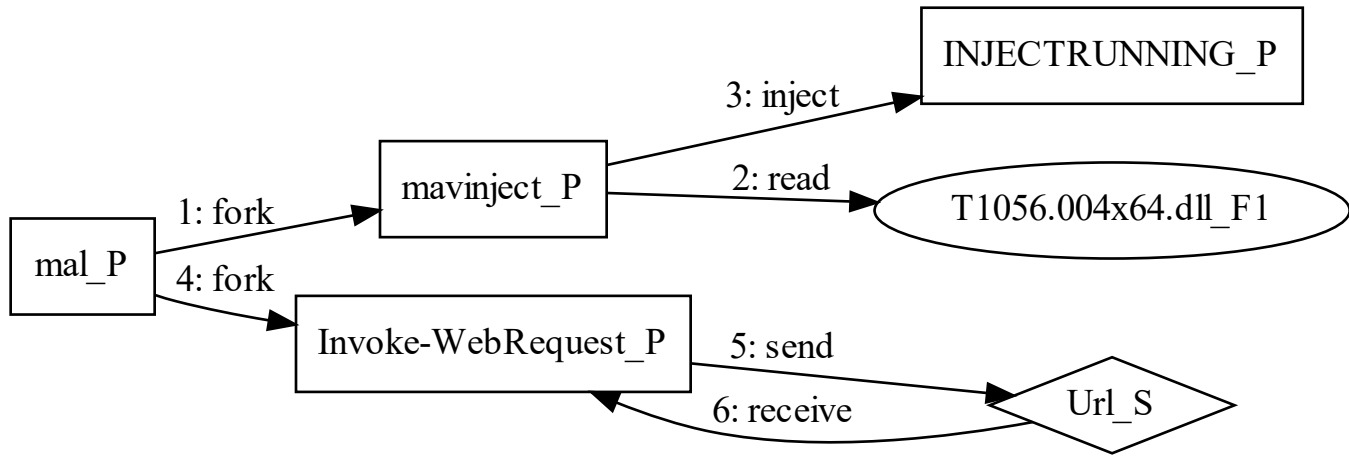 INJECTRUNNING_P
3: inject
mavinject_P
2: read
T1056.004x64.dll_F1
1: fork
mal_P
4: fork
Invoke-WebRequest_P
5: send
Url_S
6: receive